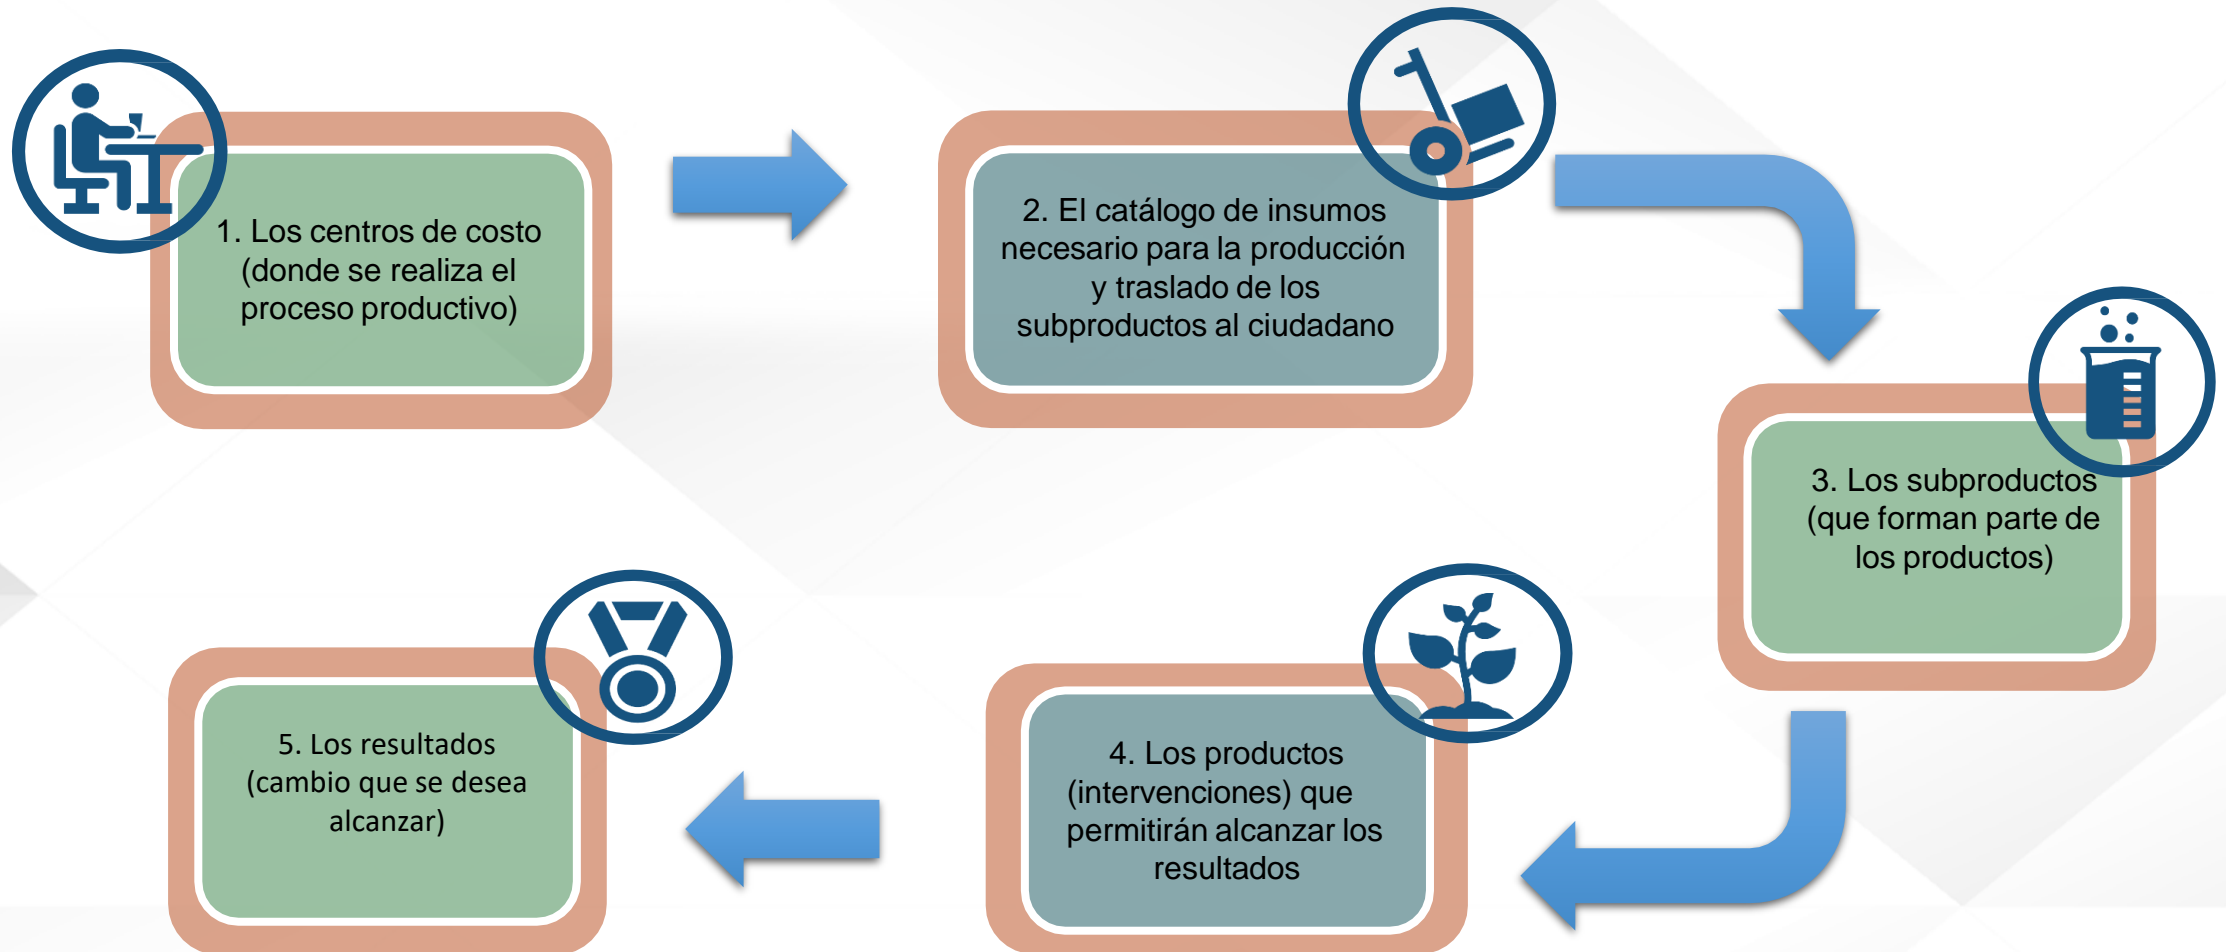 1. Los centros de costo
(donde se realiza el
proceso productivo)
2. El catálogo de insumos
necesario para la producción
y traslado de los
subproductos al ciudadano
3. Los subproductos
(que forman parte de
los productos)
4. Los productos
(intervenciones) que
permitirán alcanzar los
resultados
5. Los resultados
(cambio que se desea
alcanzar)